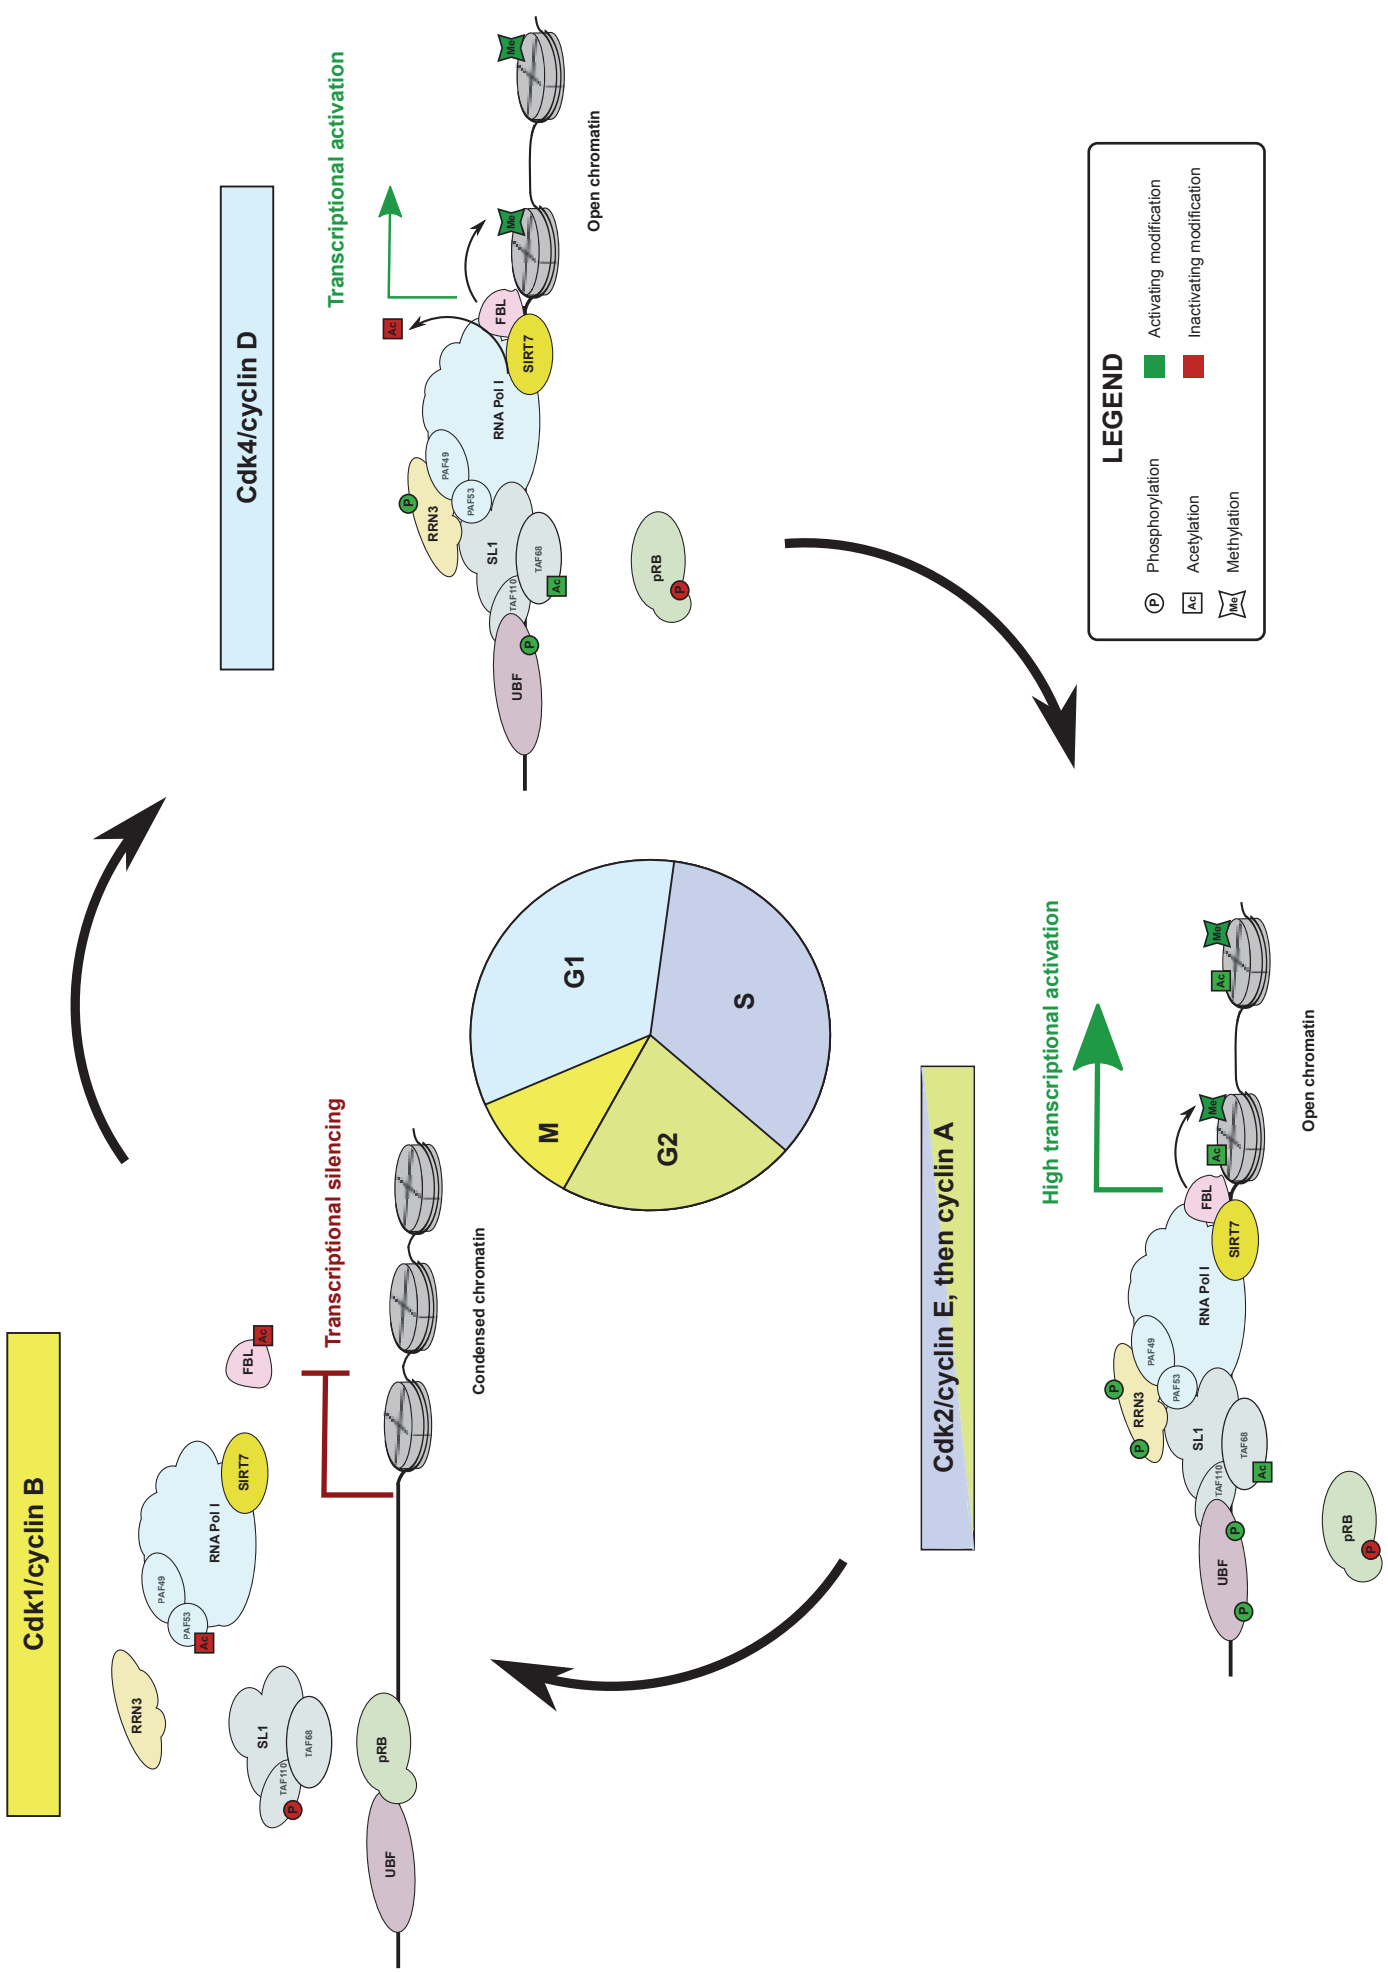 Cdk1/cyclin B
RRN3
PAF49
PAF53
Ac
RNA Pol I
SIRT7
FBL
Ac
SL1
TAF110
P
TAF68
Transcriptional silencing
UBF
pRB
Condensed chromatin
Cdk4/cyclin D
Transcriptional activation
Ac
P
RRN3
PAF49
PAF53
RNA Pol I
FBL
SIRT7
Me
Me
SL1
TAF110
TAF68
Ac
UBF
P
Open chromatin
pRB
P
M
G1
G2
S
Cdk2/cyclin E, then cyclin A
High transcriptional activation
P
P
RRN3
PAF49
PAF53
RNA Pol I
FBL
SIRT7
Ac
Me
Ac
Me
SL1
TAF110
TAF68
Ac
UBF
P
P
Open chromatin
pRB
P
LEGEND
P Phosphorylation
Activating modification
Ac Acetylation
Inactivating modification
Me Methylation